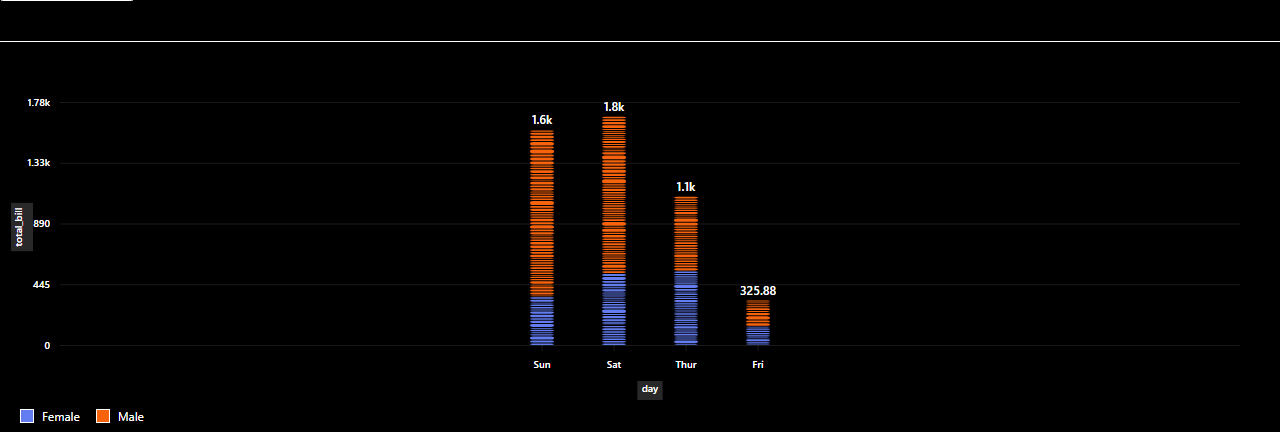 1.78k
1.33k
890
445
0
total_bill
1.6k
1.8k
1.1k
325.88
Sun Sat Thur Fri
day
Female Male